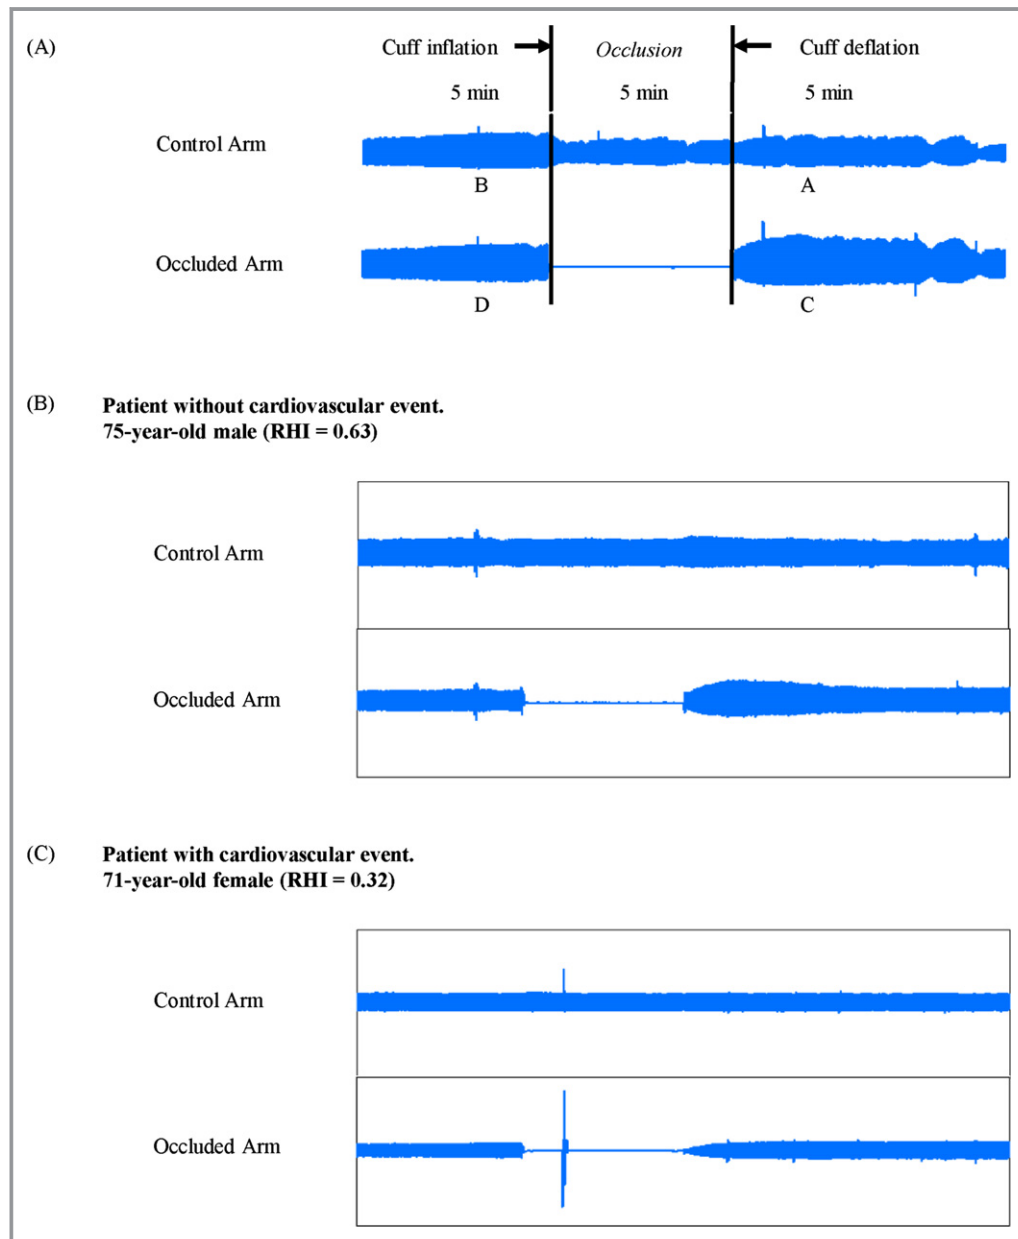 (A)
Cuff inflation Occlusion Cuff deflation
5 min 5 min 5 min
Control Arm
B A
Occluded Arm
D C
(B) Patient without cardiovascular event.
75-year-old male (RHI = 0.63)
Control Arm
Occluded Arm
(C) Patient with cardiovascular event.
71-year-old female (RHI = 0.32)
Control Arm
Occluded Arm